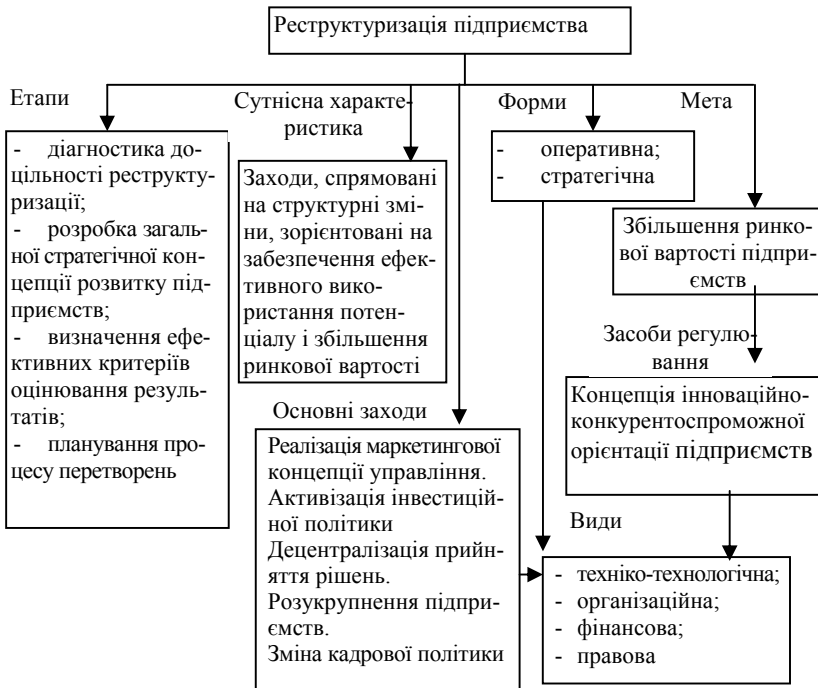 Реструктуризація підприємства
Етапи
- діагностика до-
цільності реструкту-
ризації;
- розробка загаль-
ної стратегічної кон-
цепції розвитку під-
приємств;
- визначення ефе-
ективних критеріїв
оцінювання резуль-
татів;
- планування про-
цесу перетворень
Сутнісна характе-
ристика
Заходи, спрямовані
на структурні зміни,
зорієнтовані на
забезпечення ефек-
тивного вико-
ристання потен-
ціалу і збільшення
ринкової вартості
Основні заходи
Реалізація маркетингової
концепції управління.
Активізація інвестицій-
ної політики
Децентралізація прийн-
яття рішень.
Розукрупнення підпри-
ємств.
Зміна кадрової політики
Форми
- оперативна;
- стратегічна
Мета
Збільшення ринко-
вої вартості підпри-
ємств
Засоби регулю-
вання
Концепція інноваційно-
конкурентоспроможної
орієнтації підприємств
Види
- техніко-технологічна;
- організаційна;
- фінансова;
- правова